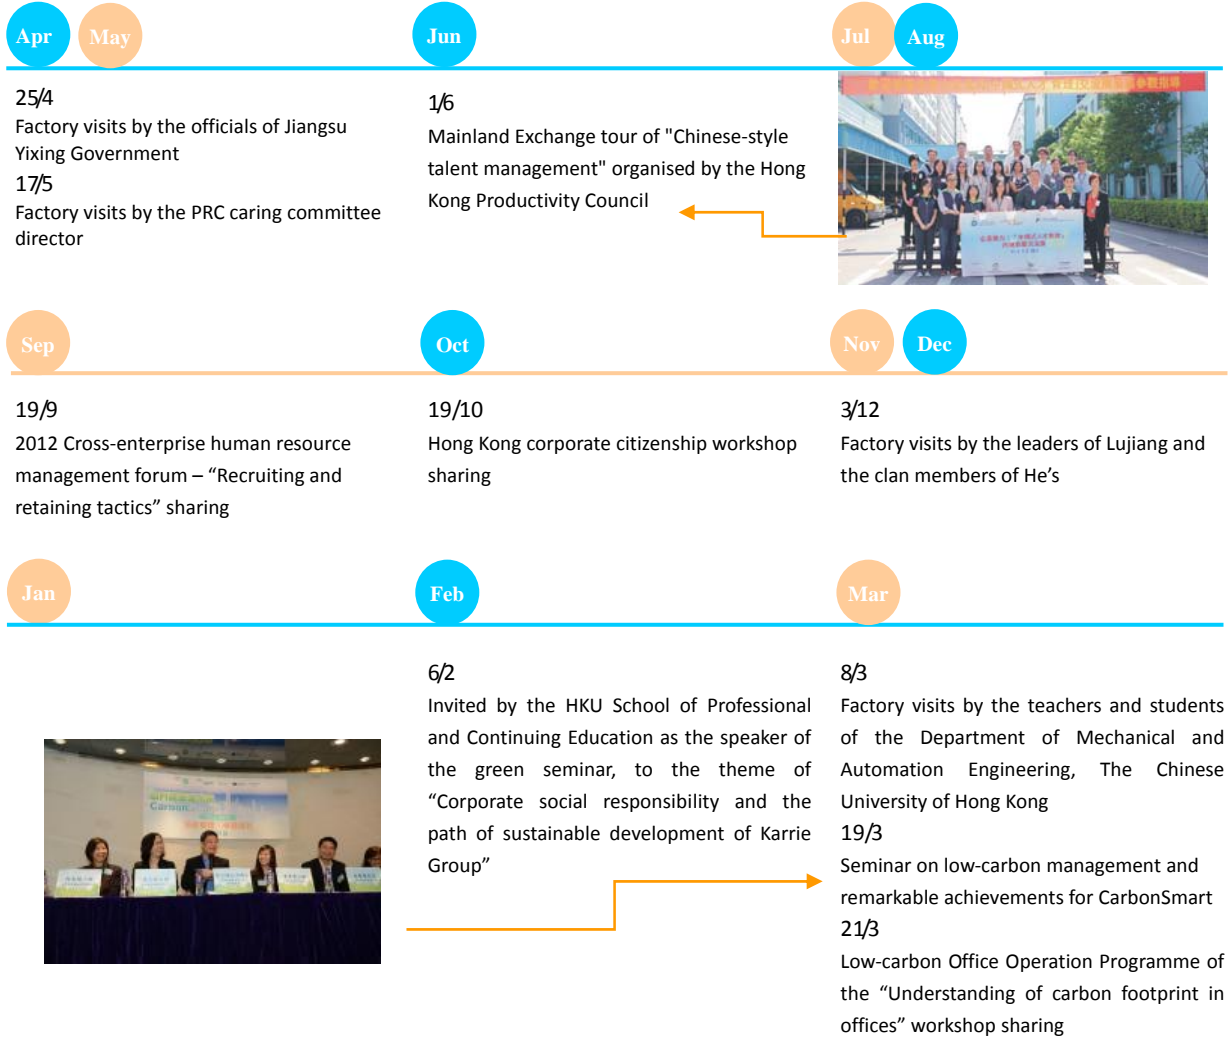 Apr
May
Jun
Jul
Aug
25/4
Factory visits by the officials of Jiangsu
Yixing Government
17/5
Factory visits by the PRC caring committee
director
1/6
Mainland Exchange tour of "Chinese-style
talent management" organised by the Hong
Kong Productivity Council
Sep
Oct
Nov
Dec
19/9
2012 Cross-enterprise human resource
management forum – “Recruiting and
retaining tactics” sharing
19/10
Hong Kong corporate citizenship workshop
sharing
3/12
Factory visits by the leaders of Lujiang and
the clan members of He’s
Jan
Feb
Mar
Carbon
6/2
Invited by the HKU School of Professional
and Continuing Education as the speaker of
the green seminar, to the theme of
“Corporate social responsibility and the
path of sustainable development of Karrie
Group”
8/3
Factory visits by the teachers and students
of the Department of Mechanical and
Automation Engineering, The Chinese
University of Hong Kong
19/3
Seminar on low-carbon management and
remarkable achievements for CarbonSmart
21/3
Low-carbon Office Operation Programme of
the “Understanding of carbon footprint in
offices” workshop sharing